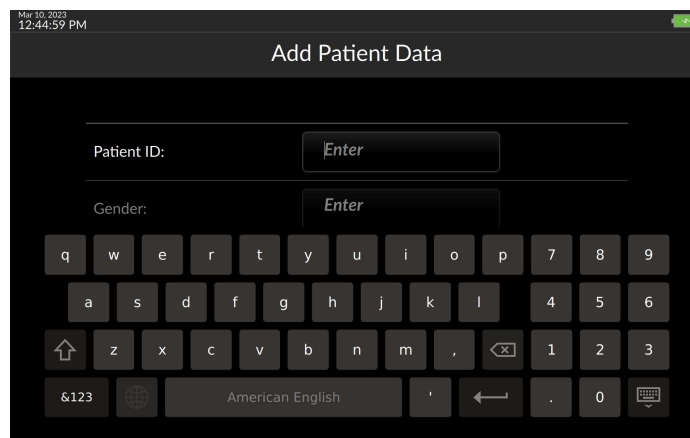 Mar 10, 2023
12:44:59 PM
Add Patient Data
Patient ID: Enter
Gender: Enter
q w e r t y u i o p 7 8 9
a s d f g h j k l 4 5 6
z x c v b n m , 1 2 3
&123 American English ' . 0